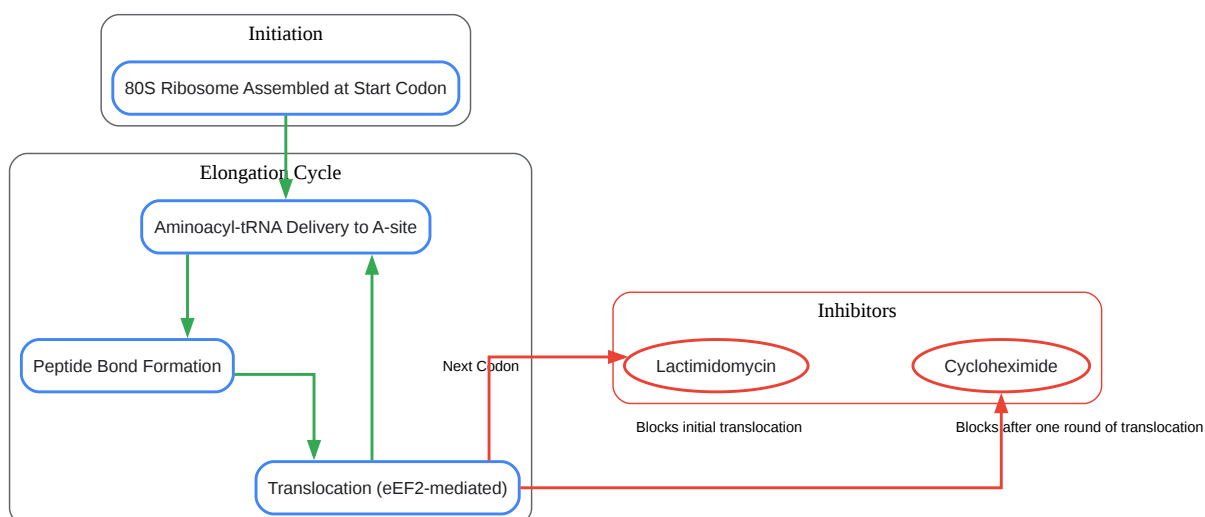 Initiation
80S Ribosome Assembled at Start Codon
Elongation Cycle
Aminoacyl-tRNA Delivery to A-site
Inhibitors
Peptide Bond Formation
Next Codon
Lactimidomycin
Cycloheximide
Blocks initial translocation
Blocks after one round of translocation
Translocation (eEF2-mediated)